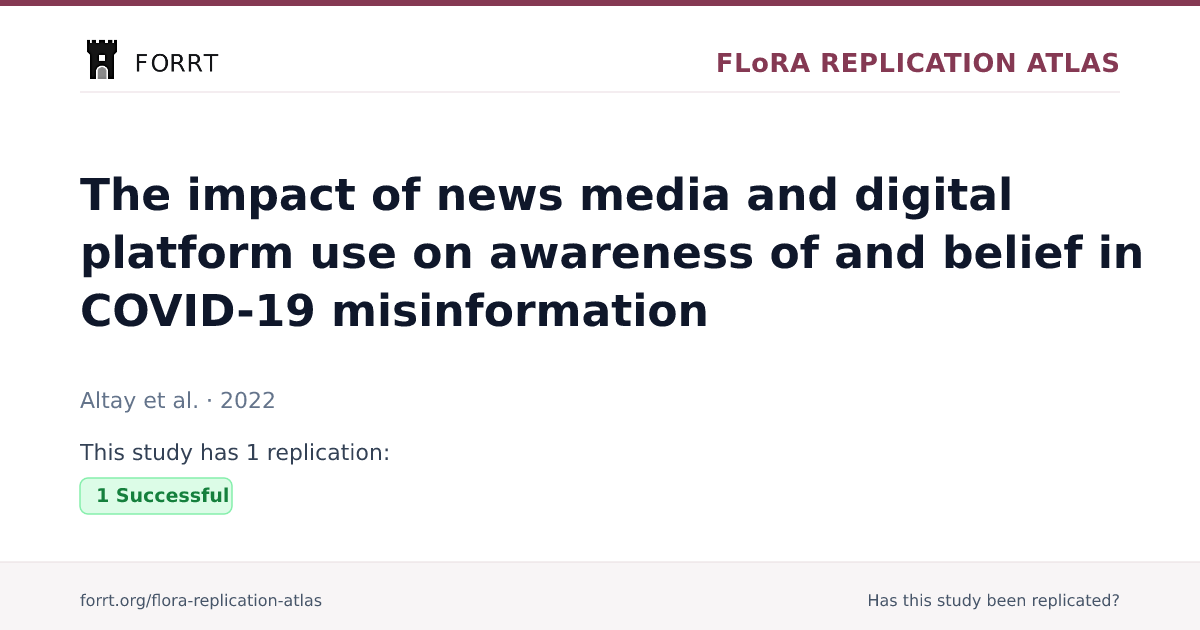 FORRT
FLoRA REPLICATION ATLAS
The impact of news media and digital
platform use on awareness of and belief in
COVID-19 misinformation
Altay et al. · 2022
This study has 1 replication:
1 Successful
forrt.org/flora-replication-atlas
Has this study been replicated?